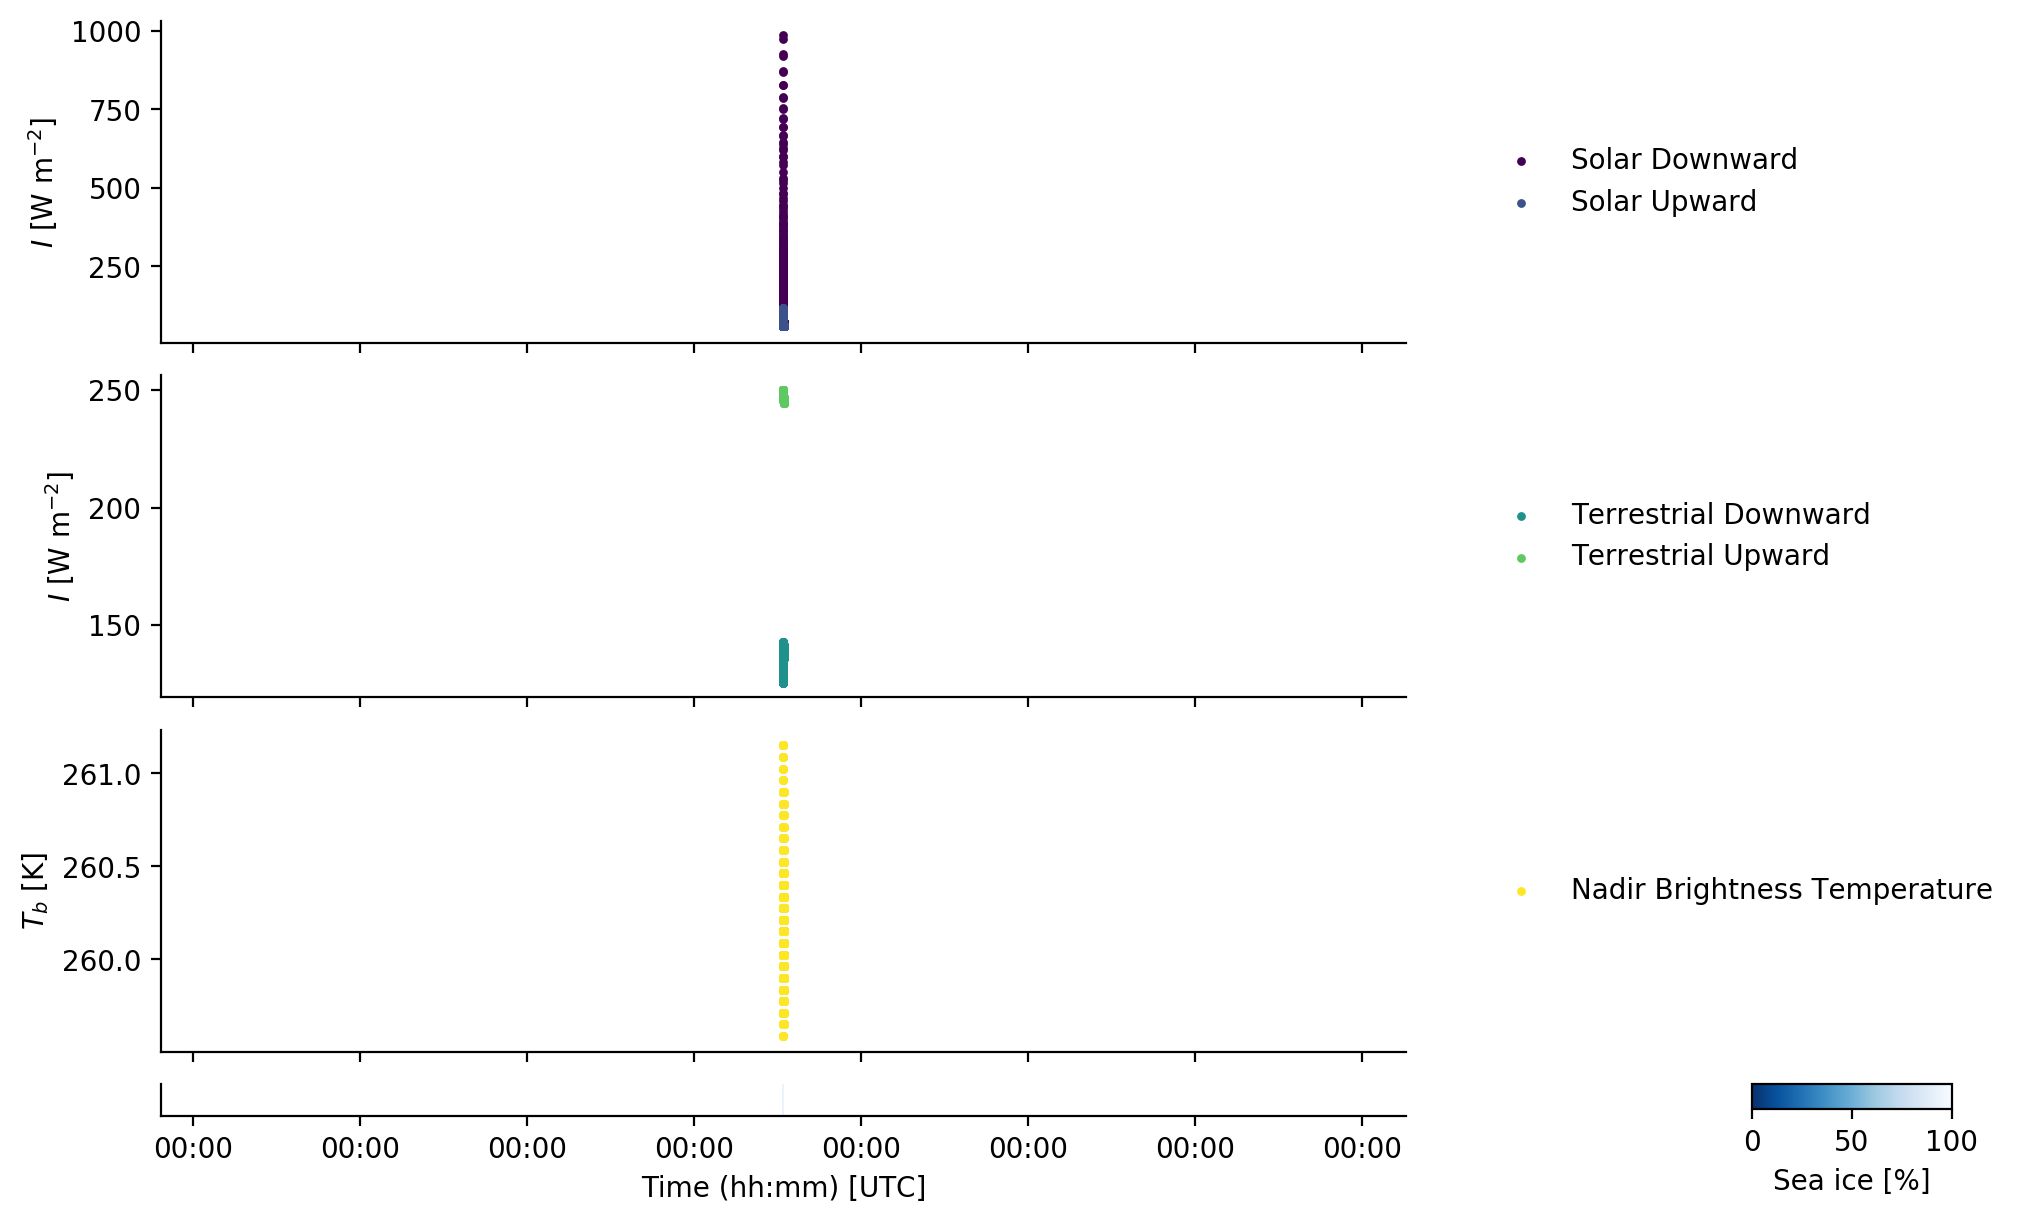 1000
750
500
250
I [W m⁻²]
Solar Downward
Solar Upward
250
200
150
I [W m⁻²]
Terrestrial Downward
Terrestrial Upward
261.0
260.5
260.0
T_b [K]
Nadir Brightness Temperature
00:00 00:00 00:00 00:00 00:00 00:00 00:00 00:00
Time (hh:mm) [UTC]
0 50 100
Sea ice [%]